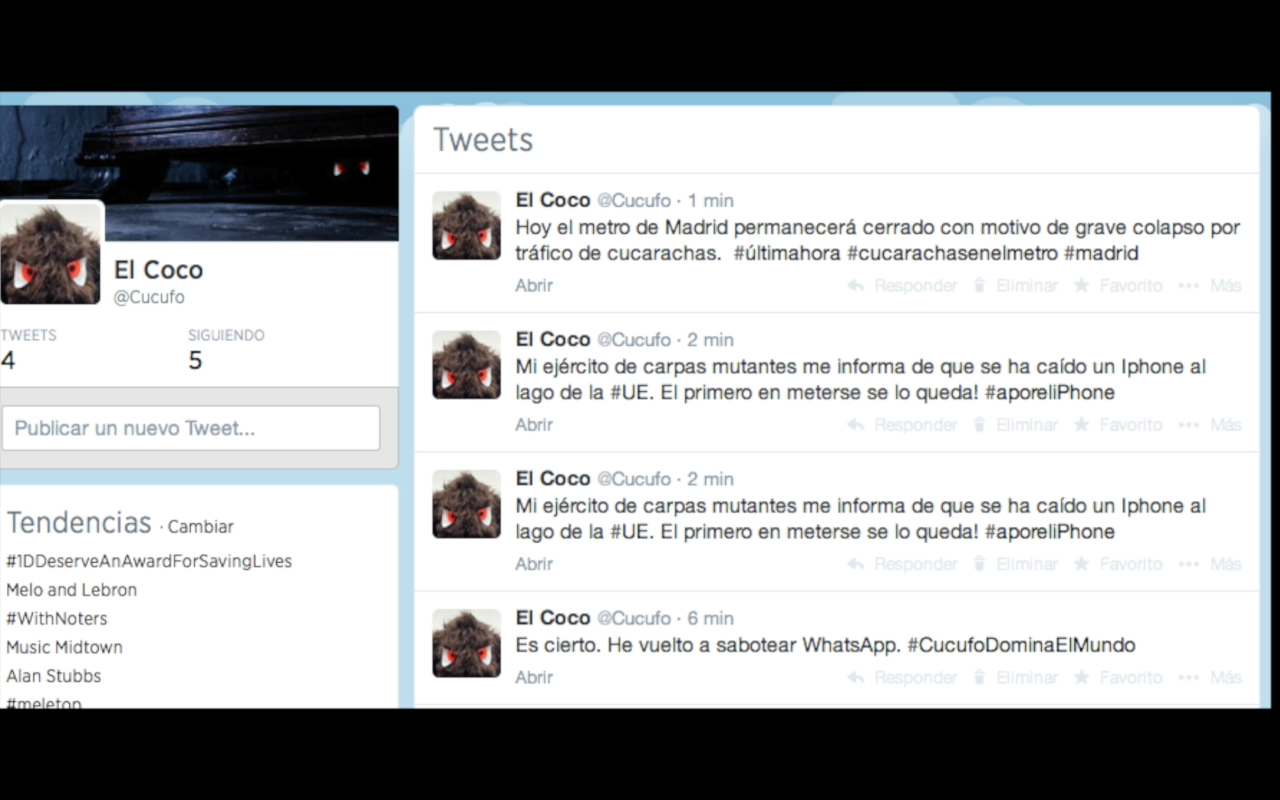 El Coco
@Cucufo
TWEETS
4
SIGUIENDO
5
Publicar un nuevo Tweet...
Tendencias · Cambiar
#1DDeserveAnAwardForSavingLives
Melo and Lebron
#WithNoters
Music Midtown
Alan Stubbs
#meletop
Tweets
El Coco @Cucufo · 1 min
Hoy el metro de Madrid permanecerá cerrado con motivo de grave colapso por
tráfico de cucarachas. #últimahora #cucarachasenelmetro #madrid
Abrir Responder Eliminar Favorito ••• Más
El Coco @Cucufo · 2 min
Mi ejército de carpas mutantes me informa de que se ha caído un Iphone al
lago de la #UE. El primero en meterse se lo queda! #aporeliPhone
Abrir Responder Eliminar Favorito ••• Más
El Coco @Cucufo · 2 min
Mi ejército de carpas mutantes me informa de que se ha caído un Iphone al
lago de la #UE. El primero en meterse se lo queda! #aporeliPhone
Abrir Responder Eliminar Favorito ••• Más
El Coco @Cucufo · 6 min
Es cierto. He vuelto a sabotear WhatsApp. #CucufoDominaElMundo
Abrir Responder Eliminar Favorito ••• Más